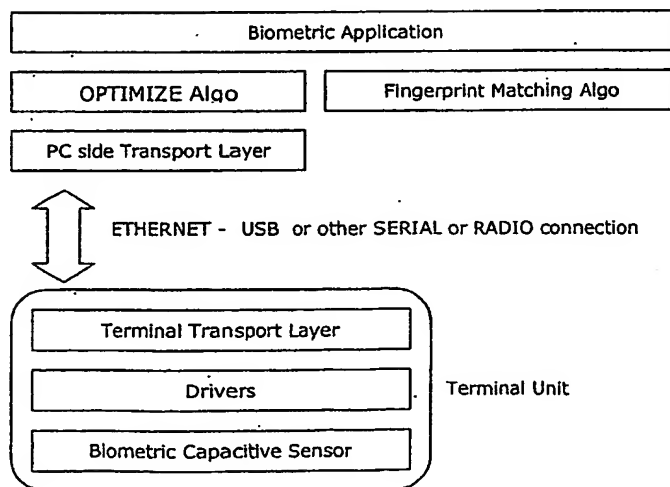 Biometric Application
OPTIMIZE Algo
Fingerprint Matching Algo
PC side Transport Layer
ETHERNET - USB or other SERIAL or RADIO connection
Terminal Transport Layer
Drivers
Terminal Unit
Biometric Capacitive Sensor